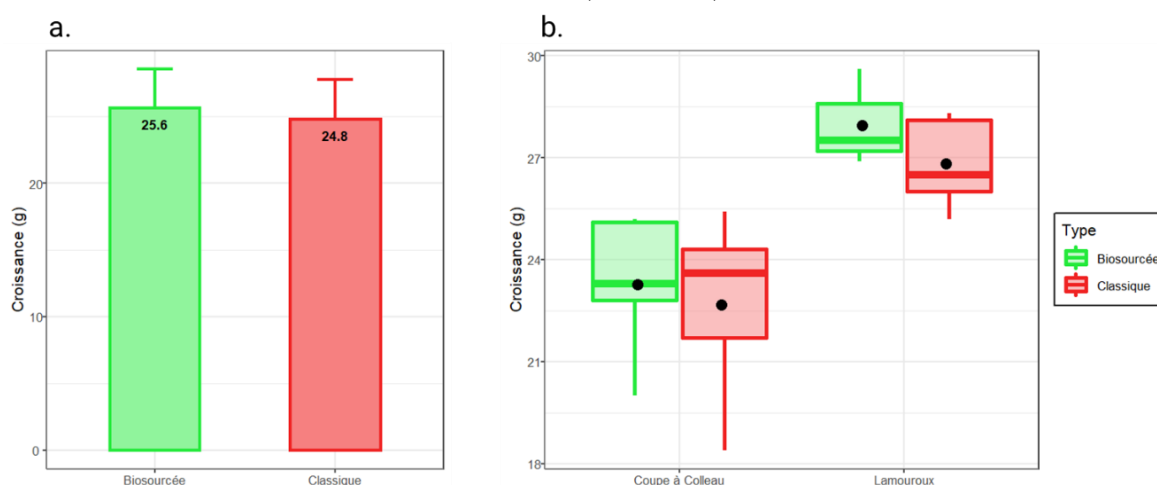 a.
Croissance (g)
20
10
0
25.6
24.8
Biosourcée
Classique
b.
Croissance (g)
30
27
24
21
18
Coupe à Colleau
Lamouroux
Type
Biosourcée
Classique